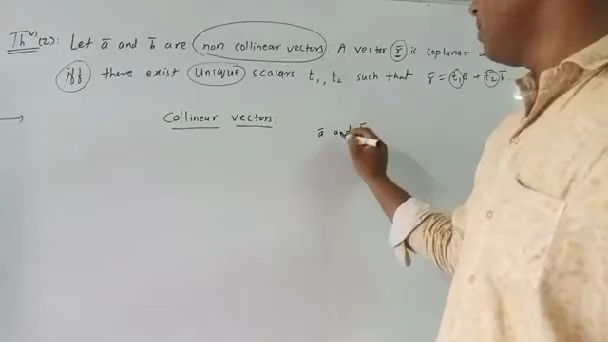 Thᵐ(2): Let ā and b̄ are non collinear vectors. A vector r̄ is coplanar
iff there exist unique scalars t₁, t₂ such that r̄ = t₁ā + t₂b̄.
Collinear vectors:
ā and b̄